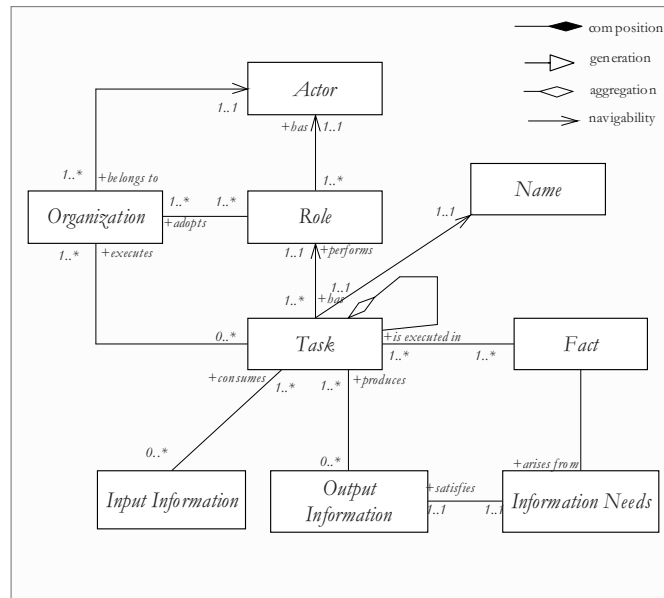 composition
generation
aggregation
navigability
Actor
1..1
+has
1..1
1..*
+belongs to
1..*
Organization
1..*
+adopts
1..*
Role
Name
1..1
1..*
+executes
1..1
+performs
1..1
1..*
+has
0..*
Task
+is executed in
1..*
1..*
Fact
+consumes
1..*
1..*
+produces
0..*
0..*
+arises from
Input Information
Output
Information
+satisfies
1..1
1..1
Information Needs